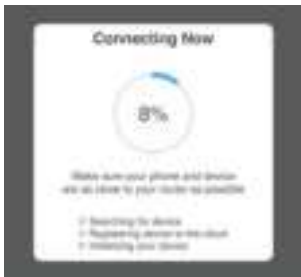 Connecting Now
8%
Make sure your phone and device
are as close to your router as possible
Searching for device
Registering device to the cloud
Initializing your device